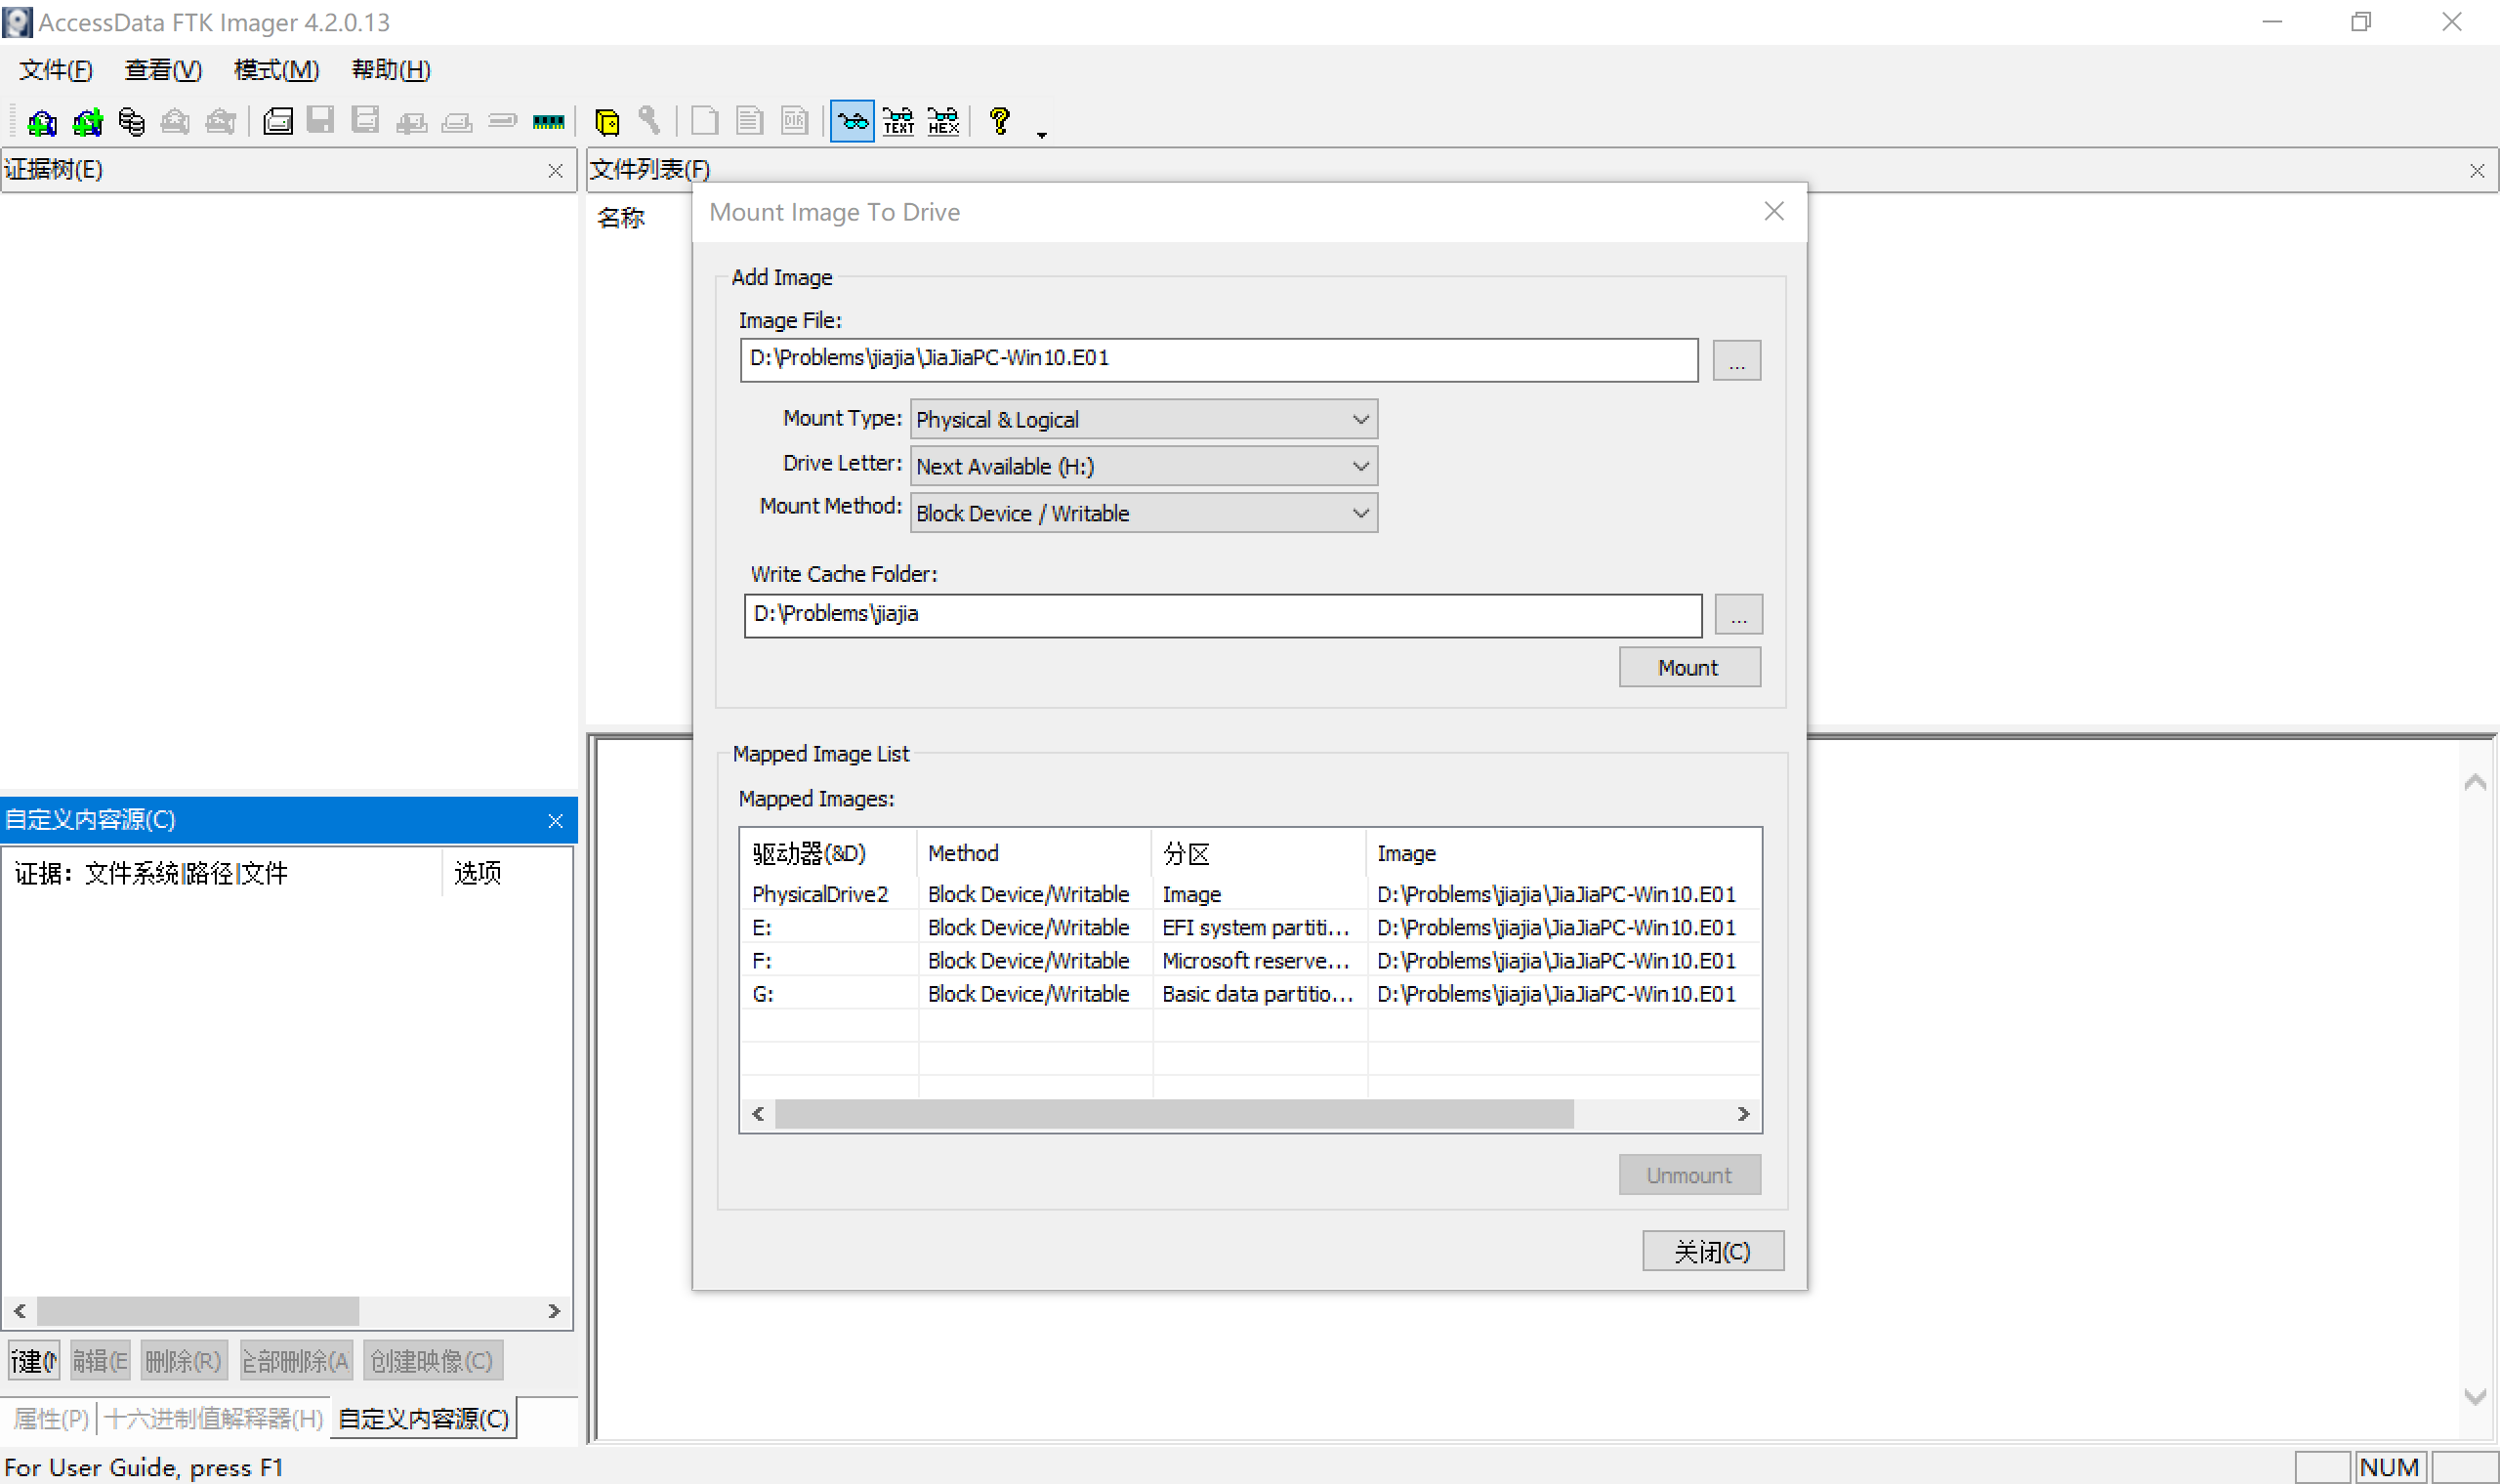 AccessData FTK Imager 4.2.0.13
文件(F) 查看(V) 模式(M) 帮助(H)
DIR TEXT HEX
证据树(E)
文件列表(F)
名称
Mount Image To Drive
Add Image
Image File:
D:\Problems\jiajia\JiaJiaPC-Win10.E01
...
Mount Type: Physical & Logical
Drive Letter: Next Available (H:)
Mount Method: Block Device / Writable
Write Cache Folder:
D:\Problems\jiajia
...
Mount
Mapped Image List
Mapped Images:
驱动器(&D) Method 分区 Image
PhysicalDrive2 Block Device/Writable Image D:\Problems\jiajia\JiaJiaPC-Win10.E01
E: Block Device/Writable EFI system partiti... D:\Problems\jiajia\JiaJiaPC-Win10.E01
F: Block Device/Writable Microsoft reserve... D:\Problems\jiajia\JiaJiaPC-Win10.E01
G: Block Device/Writable Basic data partitio... D:\Problems\jiajia\JiaJiaPC-Win10.E01
Unmount
关闭(C)
自定义内容源(C)
证据：文件系统|路径|文件 选项
建( 辑(E 删除(R) 部删除(A 创建映像(C)
属性(P) 十六进制值解释器(H) 自定义内容源(C)
For User Guide, press F1
NUM